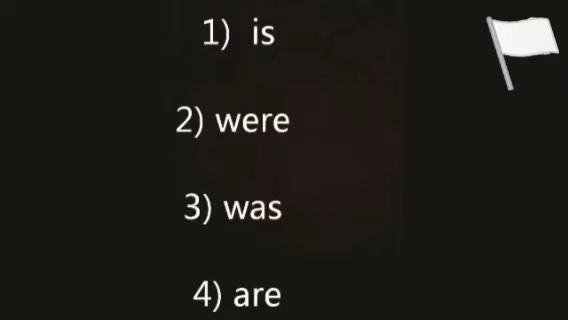 1) is
2) were
3) was
4) are